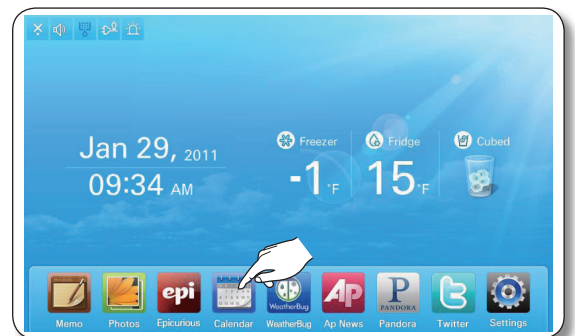 Jan 29, 2011
09:34 AM
Freezer
-1 °F
Fridge
15 °F
Cubed
epi
WeatherBug
AP
P
PANDORA
t
Memo Photos Epicurious Calendar WeatherBug Ap News Pandora Twitter Settings